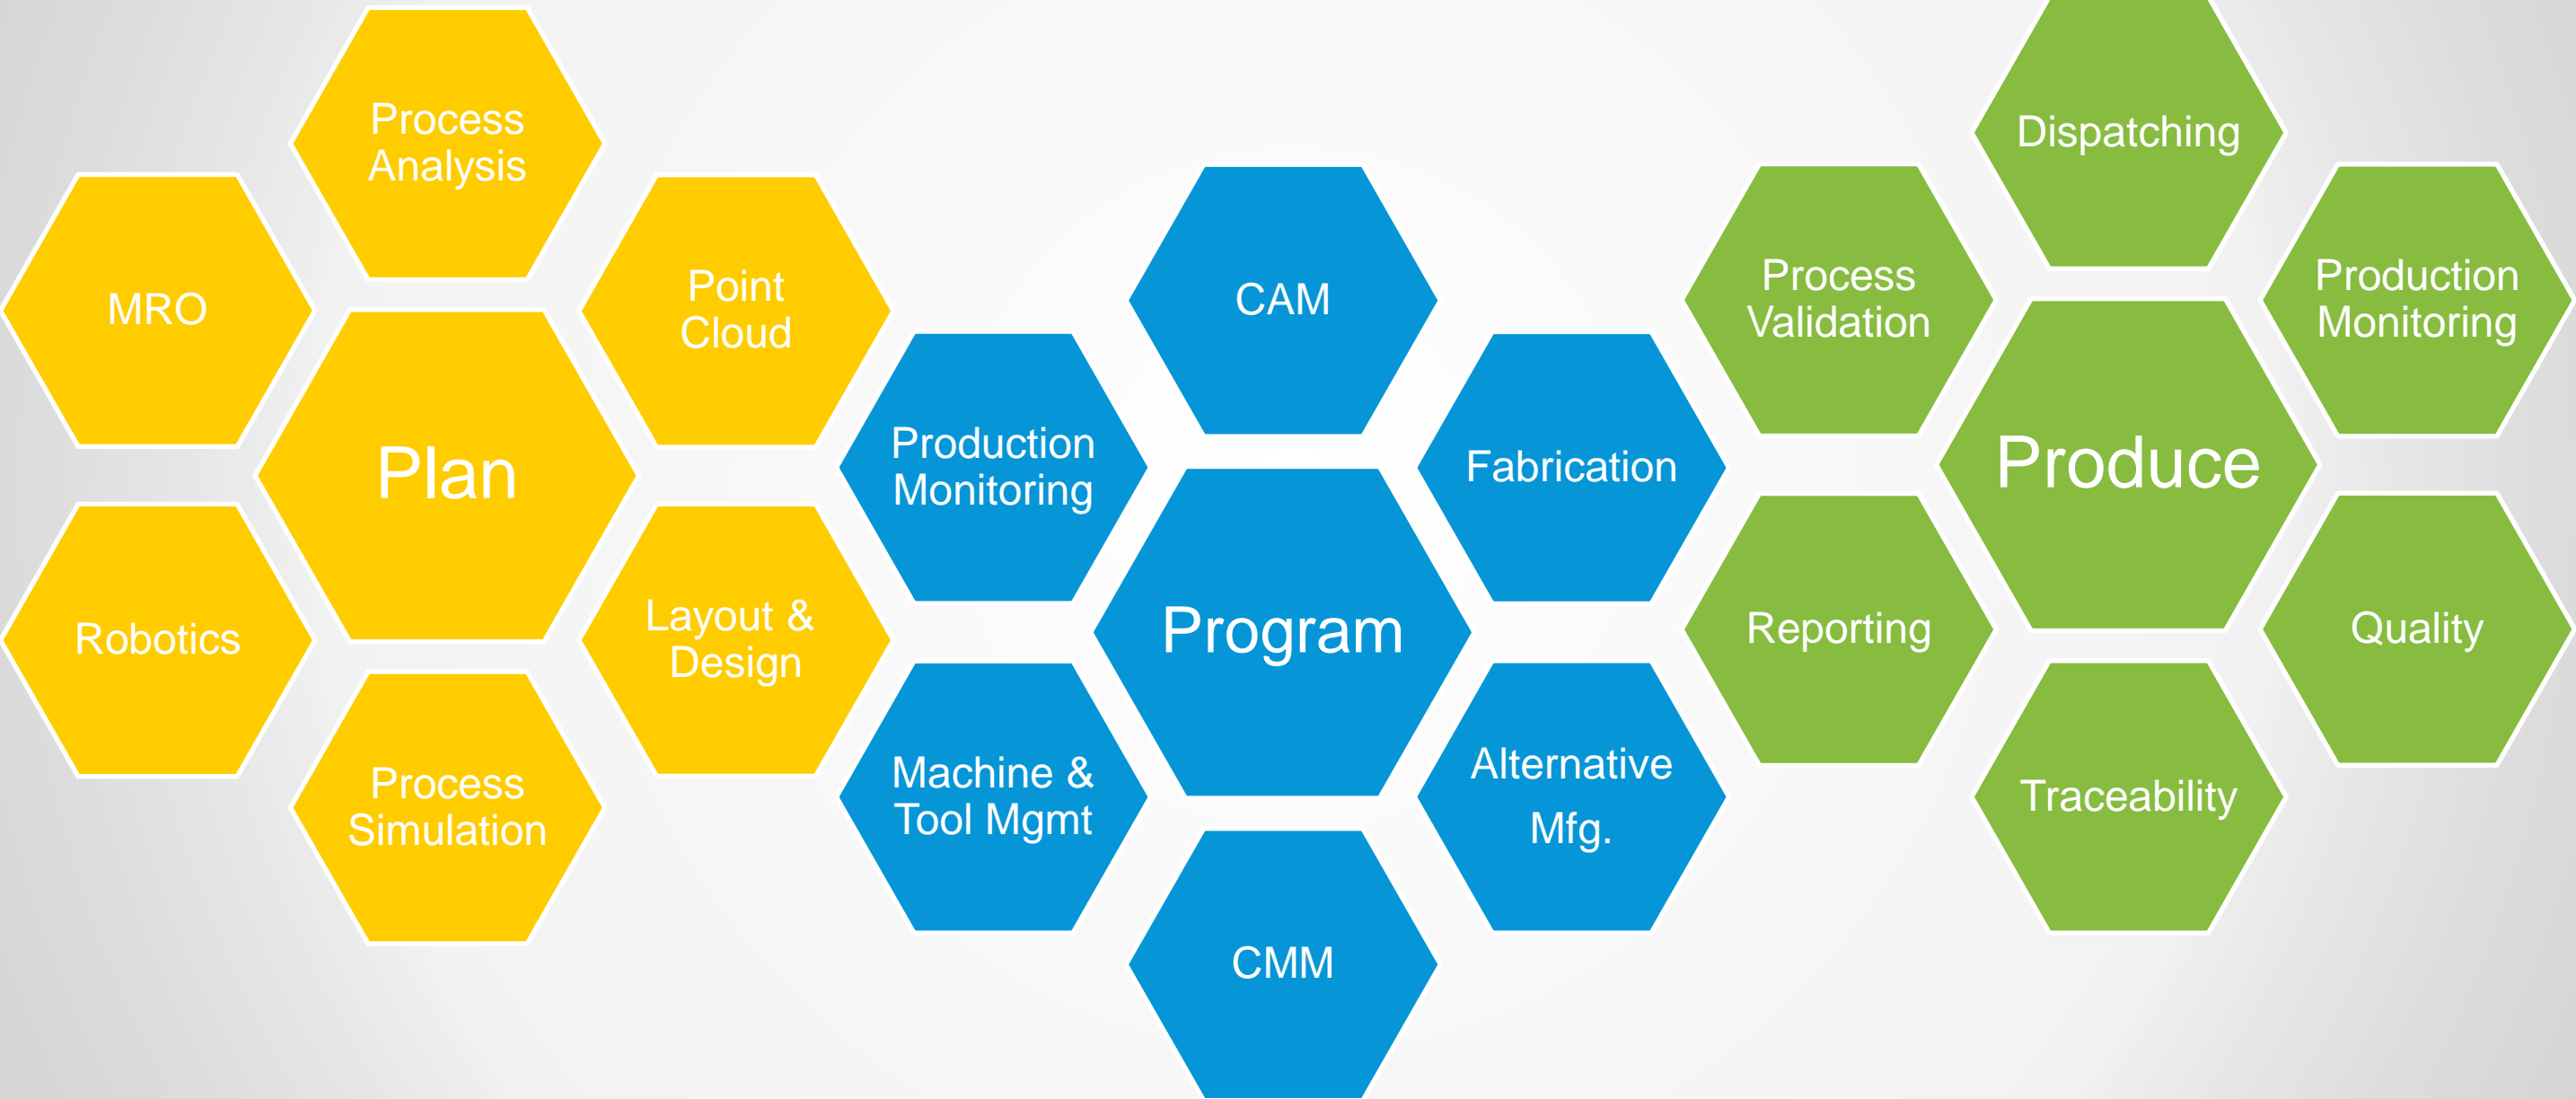 Process
Analysis
MRO
Point
Cloud
Plan
Robotics
Layout &
Design
Process
Simulation
CAM
Production
Monitoring
Fabrication
Program
Machine &
Tool Mgmt
Alternative
Mfg.
CMM
Dispatching
Process
Validation
Production
Monitoring
Produce
Reporting
Quality
Traceability